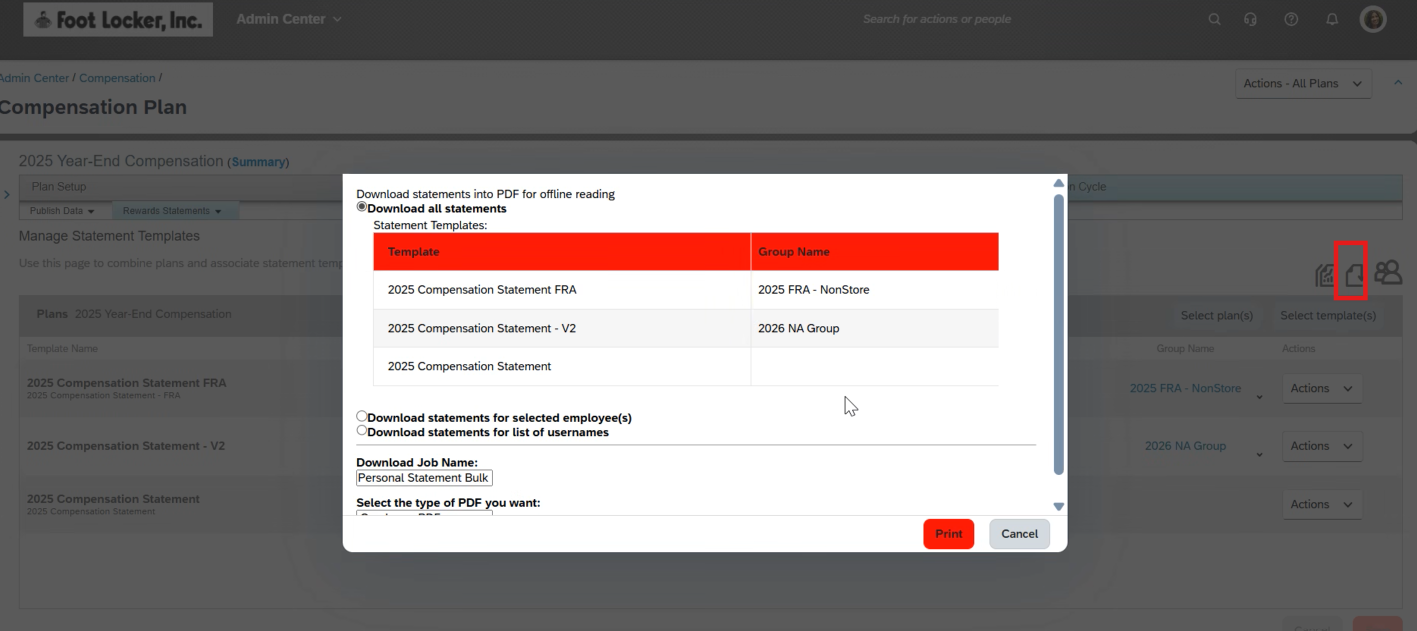 Foot Locker, Inc.
Admin Center
Search for actions or people
Admin Center / Compensation /
Actions - All Plans
Compensation Plan
2025 Year-End Compensation (Summary)
Plan Setup
n Cycle
Publish Data
Rewards Statements
Manage Statement Templates
Use this page to combine plans and associate statement temp
Plans 2025 Year-End Compensation
Select plan(s)
Select template(s)
Template Name
Group Name
Actions
2025 Compensation Statement FRA
2025 Compensation Statement - FRA
2025 FRA - NonStore
Actions
2025 Compensation Statement - V2
2026 NA Group
Actions
2025 Compensation Statement
2025 Compensation Statement
Actions
Download statements into PDF for offline reading
Download all statements
Statement Templates:
Template Group Name
2025 Compensation Statement FRA 2025 FRA - NonStore
2025 Compensation Statement - V2 2026 NA Group
2025 Compensation Statement
Download statements for selected employee(s)
Download statements for list of usernames
Download Job Name:
Personal Statement Bulk
Select the type of PDF you want:
Print
Cancel